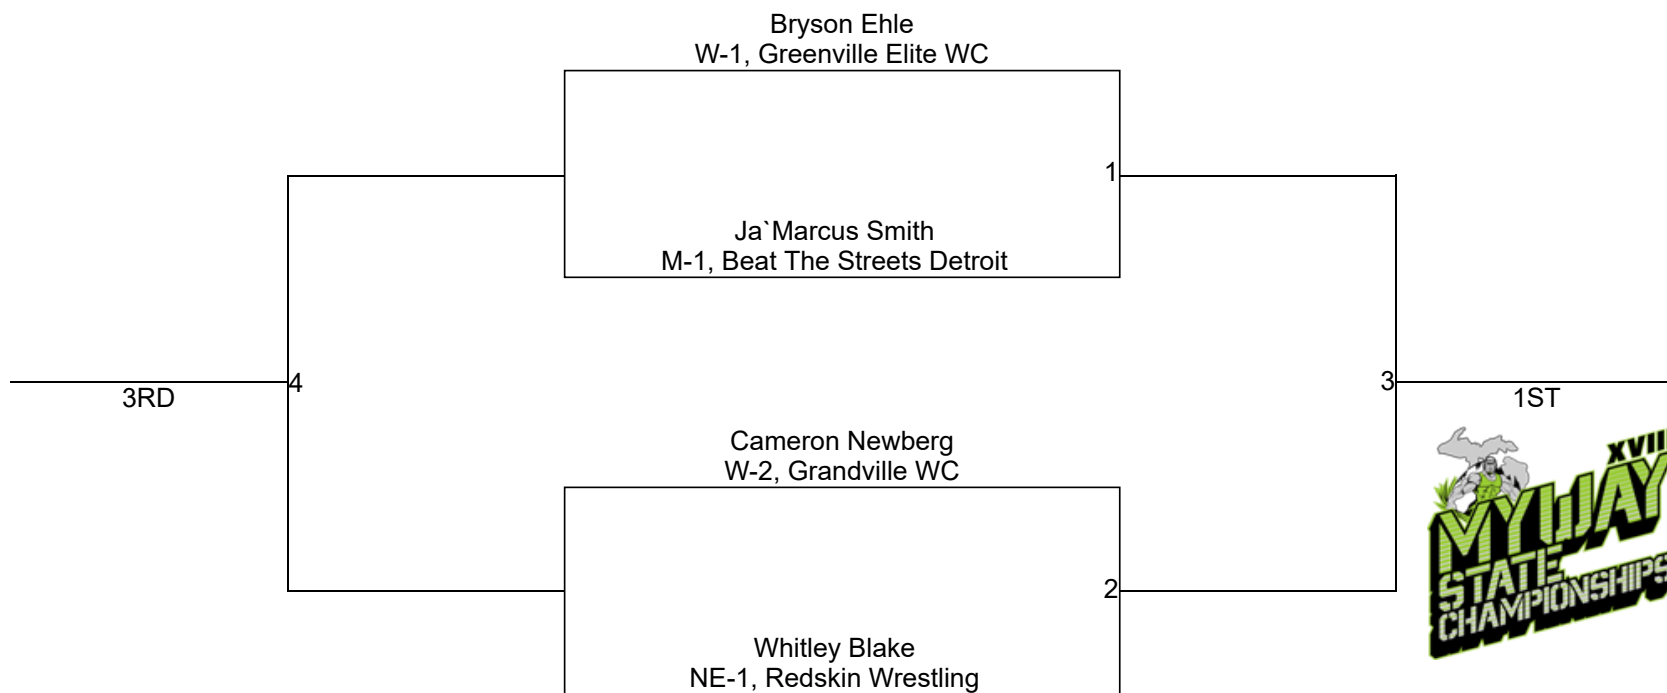 Bryson Ehle
W-1, Greenville Elite WC
1
Ja`Marcus Smith
M-1, Beat The Streets Detroit
4
3RD
3
1ST
Cameron Newberg
W-2, Grandville WC
2
Whitley Blake
NE-1, Redskin Wrestling
XVIII
MYWAY
STATE
CHAMPIONSHIPS